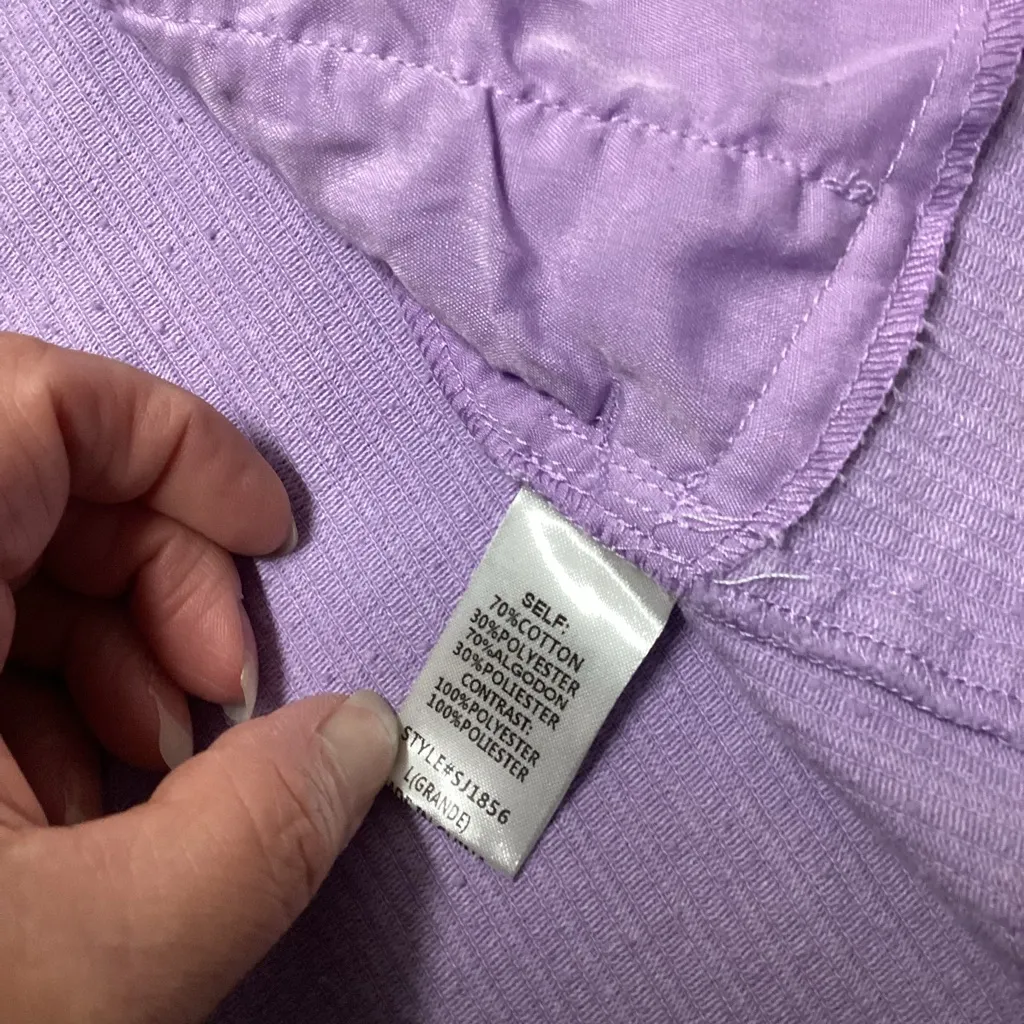 SELF:
70%COTTON
30%POLYESTER
70%ALGODON
30%POLIESTER
CONTRAST:
100%POLYESTER
100%POLIESTER
STYLE#SJ1856
L(GRANDE)